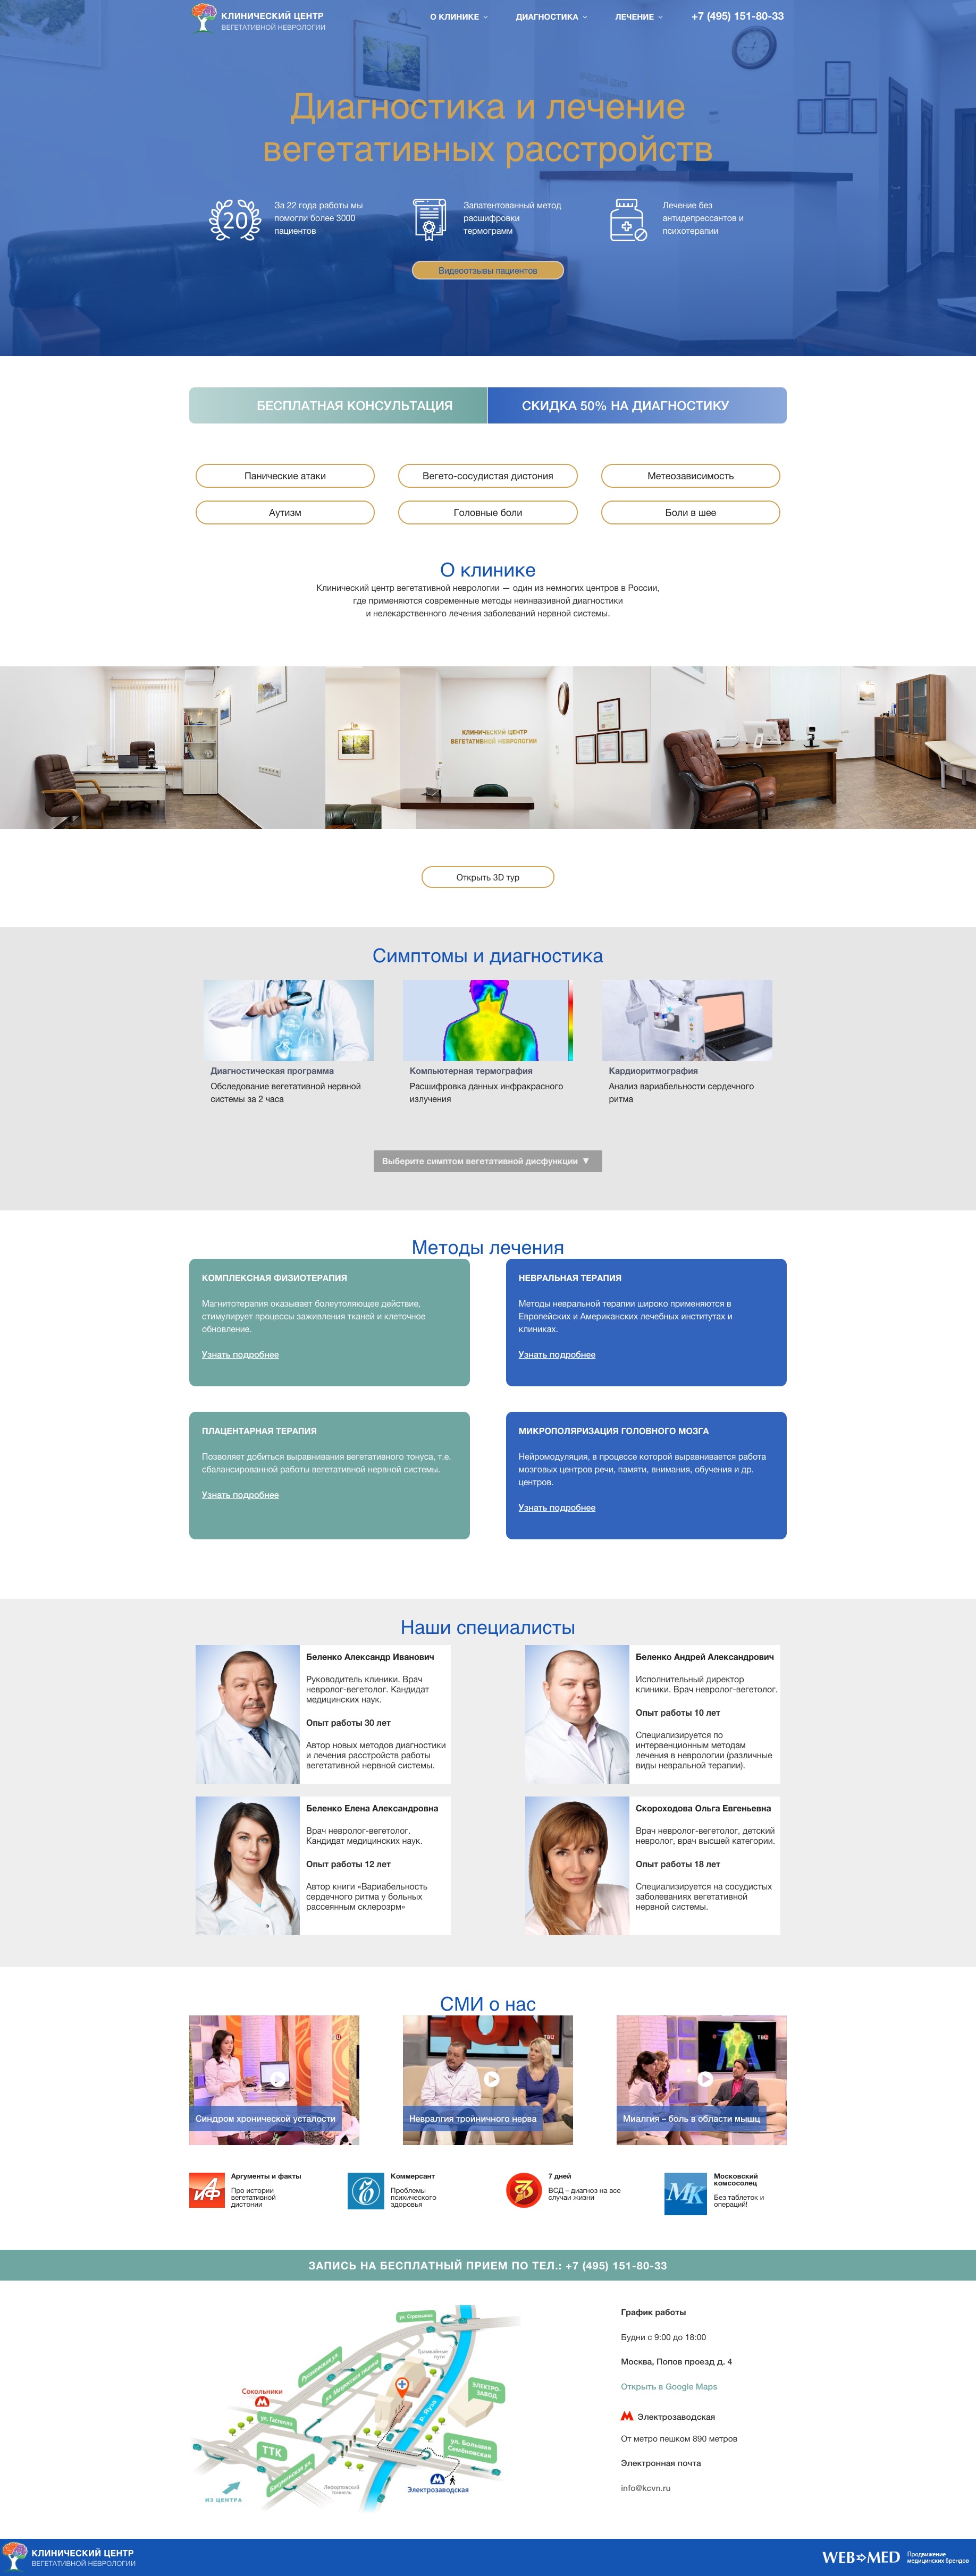 КЛИНИЧЕСКИЙ ЦЕНТР
ВЕГЕТАТИВНОЙ НЕВРОЛОГИИ
О КЛИНИКЕ
ДИАГНОСТИКА
ЛЕЧЕНИЕ
+7 (495) 151-80-33
Диагностика и лечение
вегетативных расстройств
20
За 22 года работы мы
помогли более 3000
пациентов
Запатентованный метод
расшифровки
термограмм
Лечение без
антидепрессантов и
психотерапии
Видеоотзывы пациентов
БЕСПЛАТНАЯ КОНСУЛЬТАЦИЯ
СКИДКА 50% НА ДИАГНОСТИКУ
Панические атаки
Вегето-сосудистая дистония
Метеозависимость
Аутизм
Головные боли
Боли в шее
О клинике
Клинический центр вегетативной неврологии — один из немногих центров в России,
где применяются современные методы неинвазивной диагностики
и нелекарственного лечения заболеваний нервной системы.
КЛИНИЧЕСКИЙ ЦЕНТР
ВЕГЕТАТИВНОЙ НЕВРОЛОГИИ
Открыть 3D тур
Симптомы и диагностика
Диагностическая программа
Обследование вегетативной нервной
системы за 2 часа
Компьютерная термография
Расшифровка данных инфракрасного
излучения
Кардиоритмография
Анализ вариабельности сердечного
ритма
Выберите симптом вегетативной дисфункции ▼
Методы лечения
КОМПЛЕКСНАЯ ФИЗИОТЕРАПИЯ
Магнитотерапия оказывает болеутоляющее действие,
стимулирует процессы заживления тканей и клеточное
обновление.
Узнать подробнее
НЕВРАЛЬНАЯ ТЕРАПИЯ
Методы невральной терапии широко применяются в
Европейских и Американских лечебных институтах и
клиниках.
Узнать подробнее
ПЛАЦЕНТАРНАЯ ТЕРАПИЯ
Позволяет добиться выравнивания вегетативного тонуса, т.е.
сбалансированной работы вегетативной нервной системы.
Узнать подробнее
МИКРОПОЛЯРИЗАЦИЯ ГОЛОВНОГО МОЗГА
Нейромодуляция, в процессе которой выравнивается работа
мозговых центров речи, памяти, внимания, обучения и др.
центров.
Узнать подробнее
Наши специалисты
Беленко Александр Иванович
Руководитель клиники. Врач
невролог-вегетолог. Кандидат
медицинских наук.
Опыт работы 30 лет
Автор новых методов диагностики
и лечения расстройств работы
вегетативной нервной системы.
Беленко Андрей Александрович
Исполнительный директор
клиники. Врач невролог-вегетолог.
Опыт работы 10 лет
Специализируется по
интервенционным методам
лечения в неврологии (различные
виды невральной терапии).
Беленко Елена Александровна
Врач невролог-вегетолог.
Кандидат медицинских наук.
Опыт работы 12 лет
Автор книги «Вариабельность
сердечного ритма у больных
рассеянным склерозрм»
Скороходова Ольга Евгеньевна
Врач невролог-вегетолог, детский
невролог, врач высшей категории.
Опыт работы 18 лет
Специализируется на сосудистых
заболеваниях вегетативной
нервной системы.
СМИ о нас
Синдром хронической усталости
ТВЦ
Невралгия тройничного нерва
ТВЦ
Миалгия – боль в области мышц
АиФ
Аргументы и факты
Про истории
вегетативной
дистонии
Коммерсант
Проблемы
психического
здоровья
7 дней
ВСД – диагноз на все
случаи жизни
МК
Московский
комсосолец
Без таблеток и
операций!
ЗАПИСЬ НА БЕСПЛАТНЫЙ ПРИЕМ ПО ТЕЛ.: +7 (495) 151-80-33
ул. Стромынка
Трамвайные
пути
Русаковская ул.
ул. Матросская Тишина
ЭЛЕКТРО-
ЗАВОД
Сокольники
ул. Гастелло
р. Яуза
ТТК
ул. Большая
Семёновская
Бакунинская ул.
Лефортовский
тоннель
Электрозаводская
ИЗ ЦЕНТРА
График работы
Будни с 9:00 до 18:00
Москва, Попов проезд д. 4
Открыть в Google Maps
Электрозаводская
От метро пешком 890 метров
Электронная почта
info@kcvn.ru
КЛИНИЧЕСКИЙ ЦЕНТР
ВЕГЕТАТИВНОЙ НЕВРОЛОГИИ
WEB MED
Продвижение
медицинских брендов